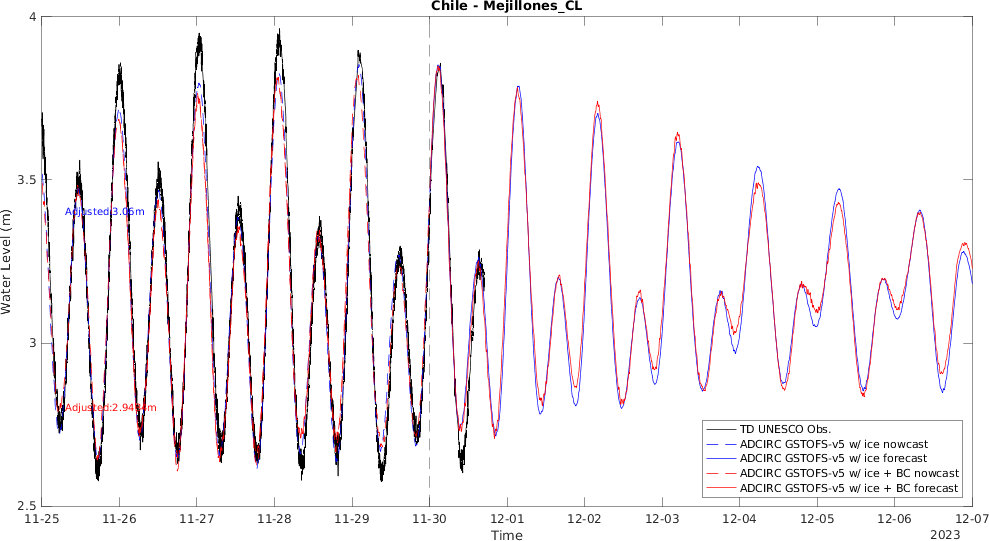 Chile - Mejillones_CL
4
3.5
3
2.5
Water Level (m)
Adjusted:3.05m
TD UNESCO Obs.
ADCIRC GSTOFS-v5 w/ ice nowcast
ADCIRC GSTOFS-v5 w/ ice forecast
ADCIRC GSTOFS-v5 w/ ice + BC nowcast
ADCIRC GSTOFS-v5 w/ ice + BC forecast
11-25 11-26 11-27 11-28 11-29 11-30 12-01 12-02 12-03 12-04 12-05 12-06 12-07
Time
2023